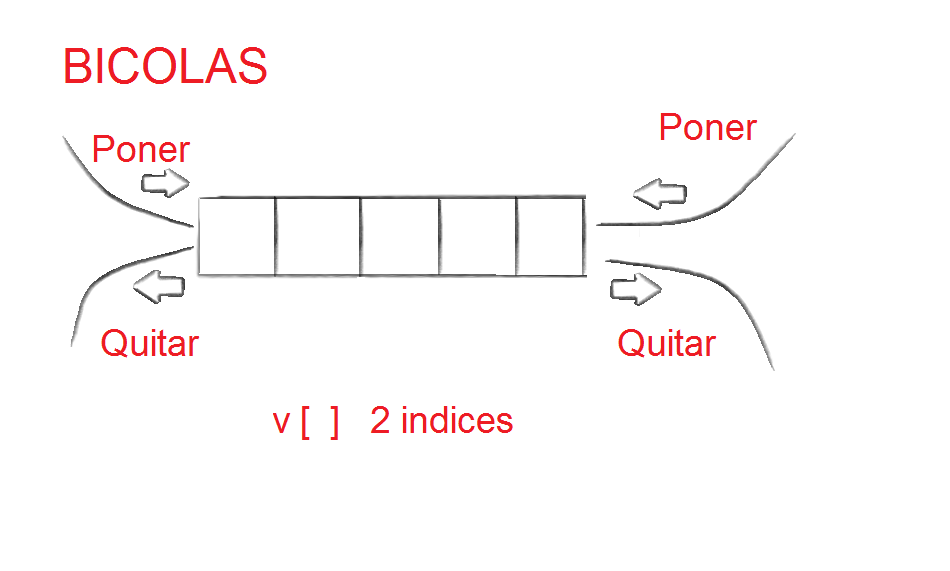 BICOLAS
Poner
Poner
Quitar
Quitar
v [  ]   2 indices